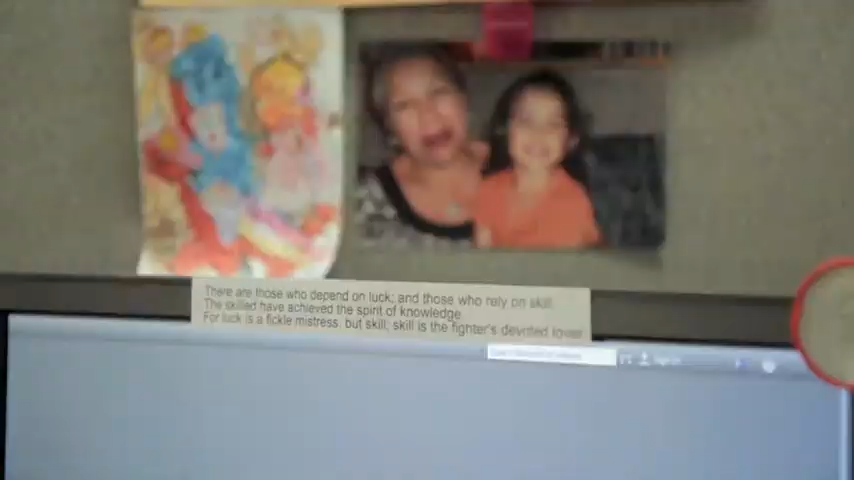 There are those who depend on luck; and those who rely on skill.
The skilled have achieved the spirit of knowledge.
For luck is a fickle mistress, but skill; skill is the fighter's devoted lover.